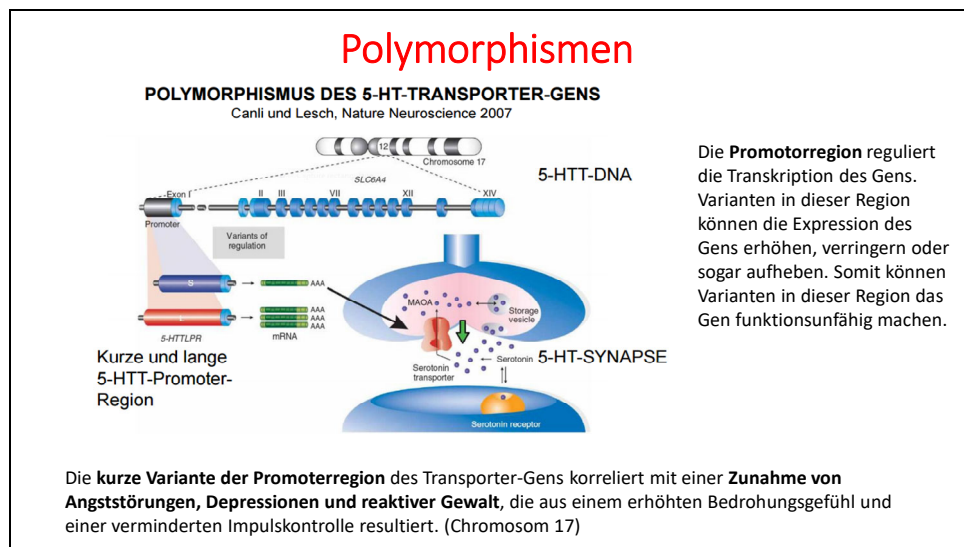 Polymorphismen
POLYMORPHISMUS DES 5-HT-TRANSPORTER-GENS
Canli und Lesch, Nature Neuroscience 2007
12
Chromosome 17
SLC6A4
5-HTT-DNA
Exon I
II
III
VII
XII
XIV
Promoter
Variants of
regulation
S
AAA
L
AAA
AAA
AAA
5-HTTLPR
mRNA
Kurze und lange
5-HTT-Promoter-
Region
MAOA
Storage
vesicle
5-HT-SYNAPSE
Serotonin
Serotonin
transporter
Serotonin receptor
Die Promotorregion reguliert
die Transkription des Gens.
Varianten in dieser Region
können die Expression des
Gens erhöhen, verringern oder
sogar aufheben. Somit können
Varianten in dieser Region das
Gen funktionsunfähig machen.
Die kurze Variante der Promoterregion des Transporter-Gens korreliert mit einer Zunahme von
Angststörungen, Depressionen und reaktiver Gewalt, die aus einem erhöhten Bedrohungsgefühl und
einer verminderten Impulskontrolle resultiert. (Chromosom 17)